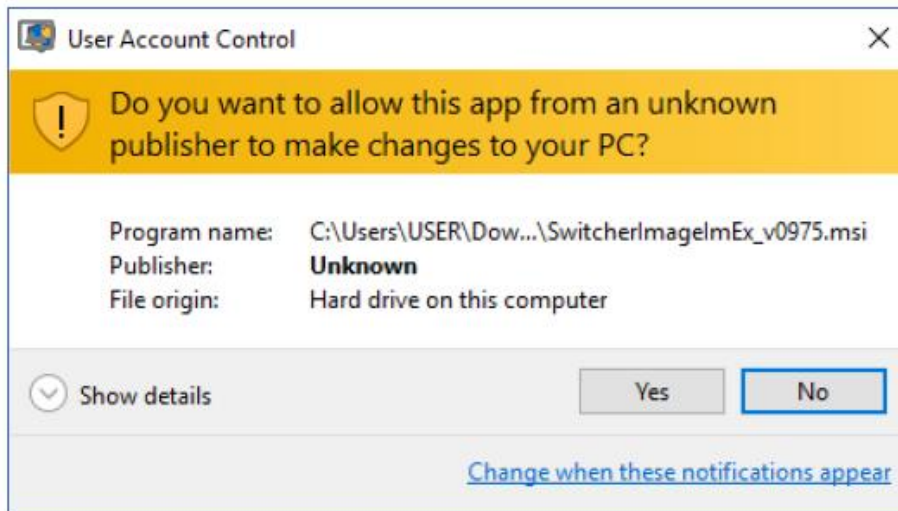 User Account Control
Do you want to allow this app from an unknown
publisher to make changes to your PC?
Program name: C:\Users\USER\Dow...\SwitcherImageImEx_v0975.msi
Publisher: Unknown
File origin: Hard drive on this computer
Show details
Yes No
Change when these notifications appear